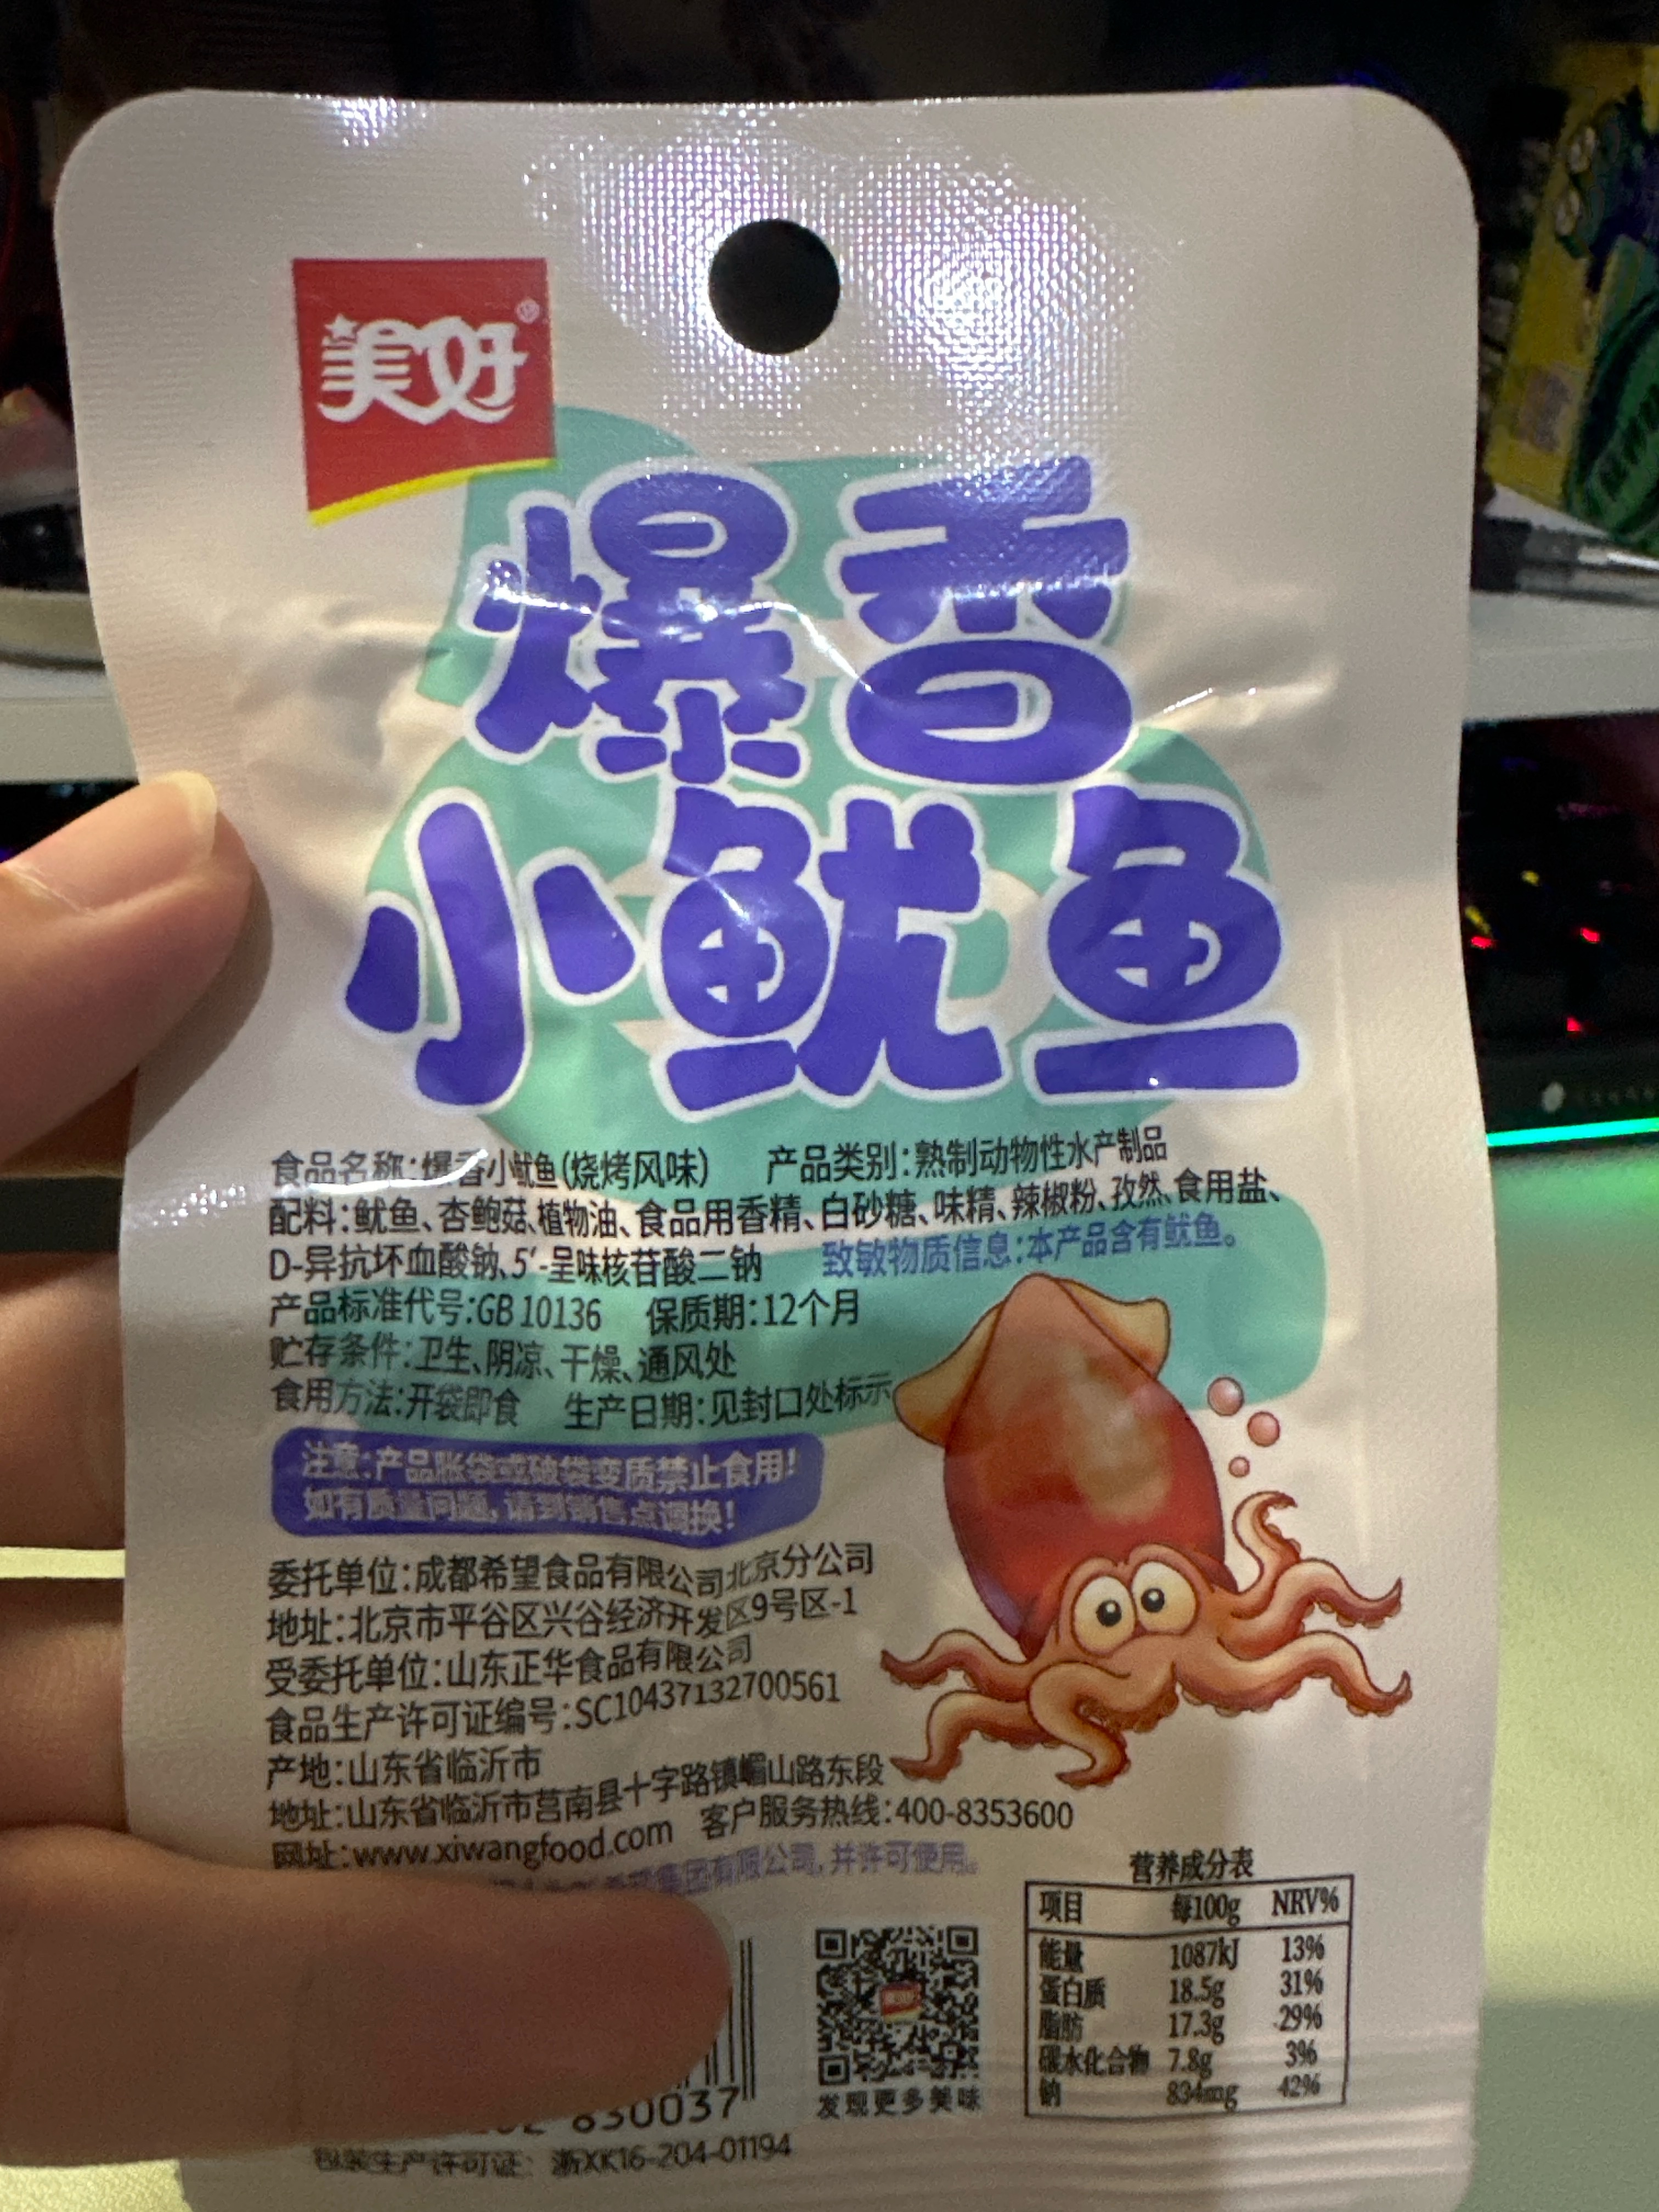 美好®
爆香
小鱿鱼
食品名称:爆香小鱿鱼(烧烤风味) 产品类别:熟制动物性水产制品
配料:鱿鱼、杏鲍菇、植物油、食品用香精、白砂糖、味精、辣椒粉、孜然、食用盐、
D-异抗坏血酸钠、5′-呈味核苷酸二钠 致敏物质信息:本产品含有鱿鱼。
产品标准代号:GB 10136 保质期:12个月
贮存条件:卫生、阴凉、干燥、通风处
食用方法:开袋即食 生产日期:见封口处标示
注意:产品胀袋或破袋变质禁止食用!
如有质量问题,请到销售点调换!
委托单位:成都希望食品有限公司北京分公司
地址:北京市平谷区兴谷经济开发区9号区-1
受委托单位:山东正华食品有限公司
食品生产许可证编号:SC10437132700561
产地:山东省临沂市
地址:山东省临沂市莒南县十字路镇嵋山路东段
网址:www.xiwangfood.com 客户服务热线:400-8353600
集团有限公司,并许可使用。
营养成分表
项目 每100g NRV%
能量 1087kJ 13%
蛋白质 18.5g 31%
脂肪 17.3g 29%
碳水化合物 7.8g 3%
钠 834mg 42%
发现更多美味
830037
包装生产许可证: 浙XK16-204-01194